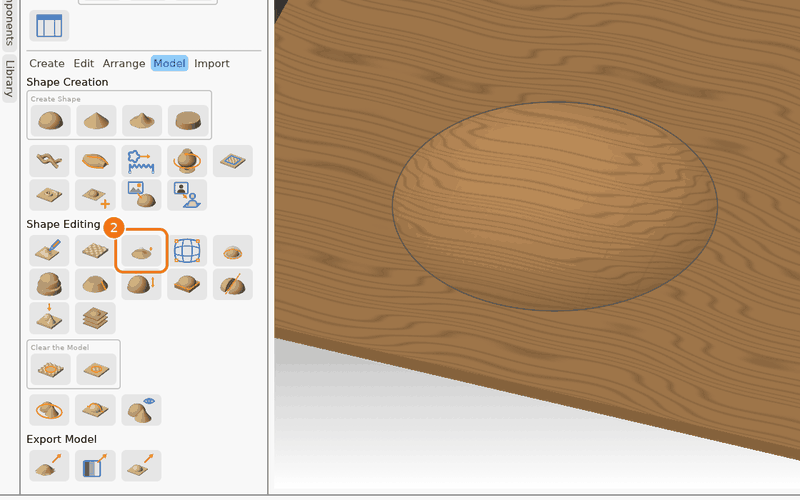 ponents
Library
Create Edit Arrange Model Import
Shape Creation
Create Shape
Shape Editing
2
Clear the Model
Export Model